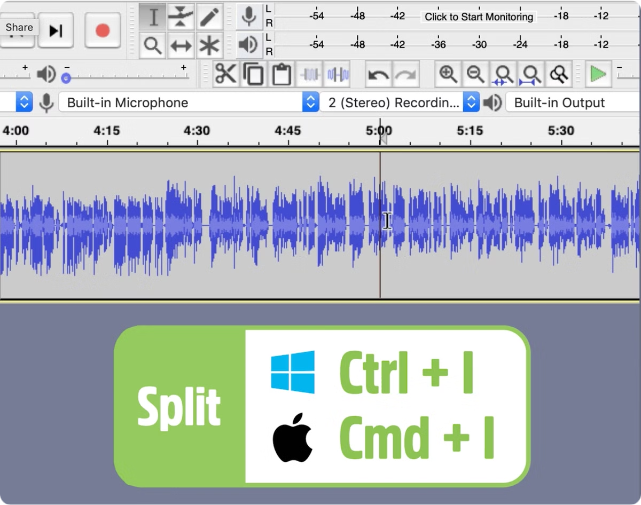 L
R
-54 -48 -42 Click to Start Monitoring -18 -12
Share
L
R
-54 -48 -42 -36 -30 -24 -18 -12
- +
+
Built-in Microphone 2 (Stereo) Recordin... Built-in Output
4:00 4:15 4:30 4:45 5:00 5:15 5:30
Split
Ctrl + I
Cmd + I